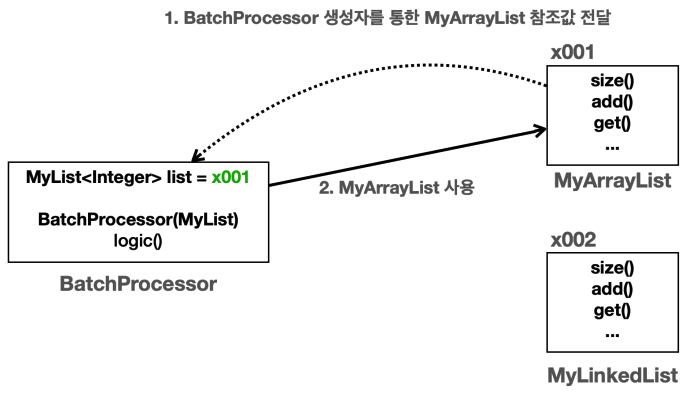 1. BatchProcessor 생성자를 통한 MyArrayList 참조값 전달
x001
size()
add()
get()
...
MyArrayList
MyList<Integer> list = x001
BatchProcessor(MyList)
logic()
BatchProcessor
2. MyArrayList 사용
x002
size()
add()
get()
...
MyLinkedList